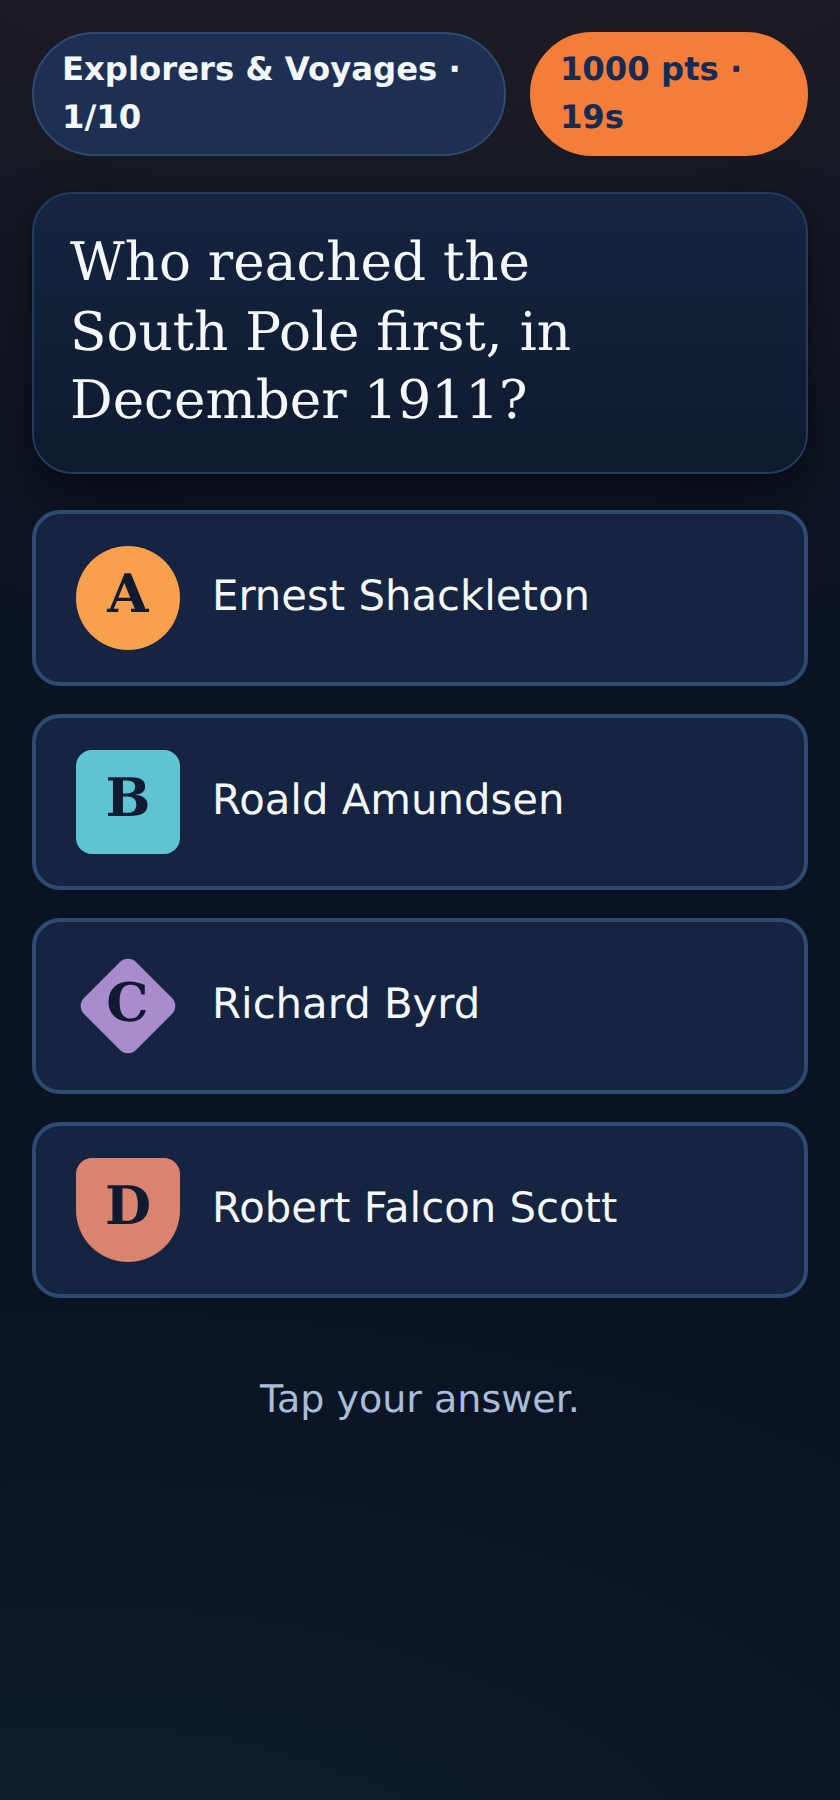 Explorers & Voyages ·
1/10
1000 pts ·
19s
Who reached the
South Pole first, in
December 1911?
A Ernest Shackleton
B Roald Amundsen
C Richard Byrd
D Robert Falcon Scott
Tap your answer.